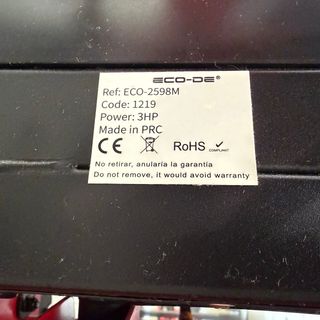 ECO-DE®
Ref: ECO-2598M
Code: 1219
Power: 3HP
Made in PRC
CE RoHS COMPLIANT
No retirar, anularía la garantía
Do not remove, it would avoid warranty